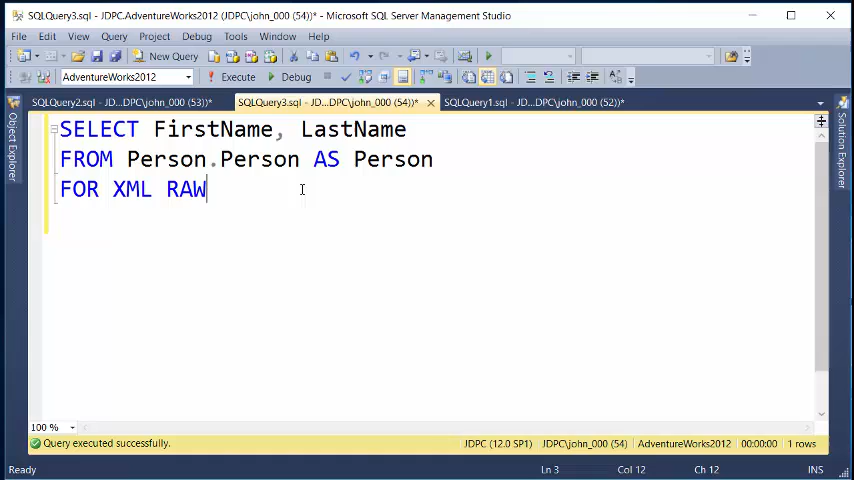 SQLQuery3.sql - JDPC.AdventureWorks2012 (JDPC\john_000 (54))* - Microsoft SQL Server Management Studio
File Edit View Query Project Debug Tools Window Help
New Query
AdventureWorks2012 Execute Debug
SQLQuery2.sql - JD...DPC\john_000 (53))* SQLQuery3.sql - JD...DPC\john_000 (54))* SQLQuery1.sql - JD...DPC\john_000 (52))*
Object Explorer
Solution Explorer
SELECT FirstName, LastName
FROM Person.Person AS Person
FOR XML RAW
100 %
Query executed successfully. JDPC (12.0 SP1) JDPC\john_000 (54) AdventureWorks2012 00:00:00 1 rows
Ready Ln 3 Col 12 Ch 12 INS